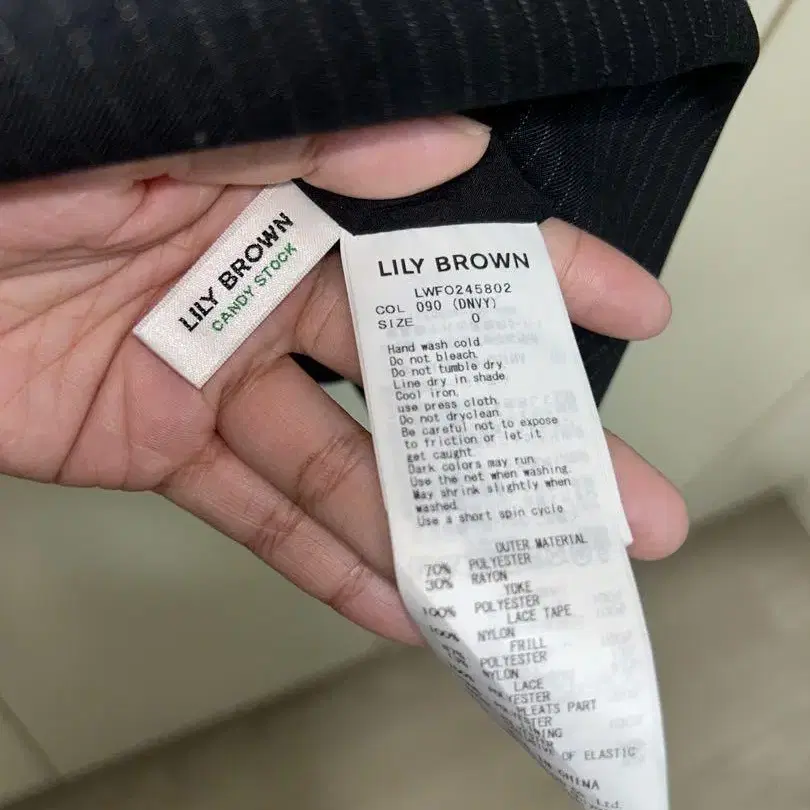 LILY BROWN
CANDY STOCK
LILY BROWN
LWFO245802
COL 090 (DNVY)
SIZE 0
Hand wash cold
Do not bleach.
Do not tumble dry
Line dry in shade
Cool iron,
use press cloth
Do not dryclean
Be careful not to expose
to friction or let it
get caught
Dark colors may run
Use the net when washing.
May shrink slightly when
washed
Use a short spin cycle
OUTER MATERIAL
70% POLYESTER
30% RAYON
YOKE
100% POLYESTER
LACE TAPE
100% NYLON
FRILL
POLYESTER
NYLON
LACE
PLEATS PART
OF ELASTIC